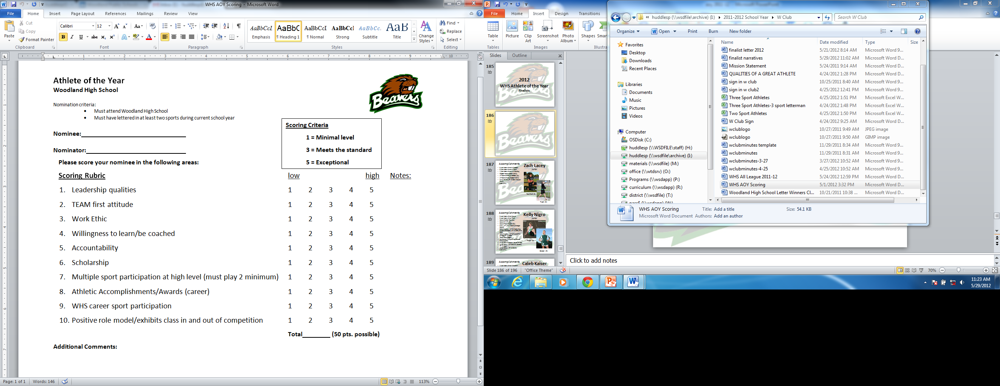 WHS AOY Scoring - Microsoft Word
File Home Insert Page Layout References Mailings Review View
Paste
Cut
Copy
Format Painter
Clipboard
Calibri 12
Font
Paragraph
AaBbCcI AaBbC AaBbCcI AaBbCcl AaBbCc. AaB
Emphasis ¶ Heading 1 ¶ Normal Strong Subtitle Title
Styles
Change Styles
Find
Replace
Select
Editing
Athlete of the Year
Woodland High School
Beavers
Nomination criteria:
• Must attend Woodland High School
• Must have lettered in at least two sports during current school year
Nominee:
Nominator:
Scoring Criteria
1 = Minimal level
3 = Meets the standard
5 = Exceptional
Please score your nominee in the following areas:
Scoring Rubric low high Notes:
1. Leadership qualities 1 2 3 4 5
2. TEAM first attitude 1 2 3 4 5
3. Work Ethic 1 2 3 4 5
4. Willingness to learn/be coached 1 2 3 4 5
5. Accountability 1 2 3 4 5
6. Scholarship 1 2 3 4 5
7. Multiple sport participation at high level (must play 2 minimum) 1 2 3 4 5
8. Athletic Accomplishments/Awards (career) 1 2 3 4 5
9. WHS career sport participation 1 2 3 4 5
10. Positive role model/exhibits class in and out of competition 1 2 3 4 5
Total________ (50 pts. possible)
Additional Comments:
Page: 1 of 1 Words: 146 113%
File Home Insert Design Transitions
Table Picture Clip Art Screenshot Photo Album Shapes
Tables Images
Slides Outline
185
2012
WHS Athlete of the Year
Finalists
186
Beavers
187
Accomplishments Zach Lacey
Junior
188
Accomplishments Kelly Nigro
Junior
189
Accomplishments Caleb Kaiser
Click to add notes
Slide 186 of 196 "Office Theme" 70%
« huddlesp (\\wsdfile\archive) (I:) 2011-2012 School Year W Club
Search W Club
Organize Open Print Burn New folder
Favorites
Desktop
Downloads
Recent Places
Libraries
Documents
Music
Pictures
Videos
Computer
OSDisk (C:)
huddlesp (\\WSDFILE\staff) (H:)
huddlesp (\\wsdfile\archive) (I:)
materials (\\wsdfile) (M:)
office (\\wtdsrv) (O:)
Programs (\\wsdapp) (P:)
curriculum (\\wsdapp) (R:)
district (\\wsdfile) (T:)
pass$ (\\wsdapp) (W:)
Name Date modified Type Size
finalist letter 2012 5/21/2012 8:14 AM Microsoft Word 9...
finalist narratives 5/29/2012 11:02 AM Microsoft Word D...
Mission Statement 5/24/2011 9:14 AM Microsoft Word D...
QUALITIES OF A GREAT ATHLETE 4/24/2012 1:28 PM Microsoft Word D...
sign in w club 10/25/2011 8:40 AM Microsoft Word 9...
sign in w club2 4/25/2012 12:41 PM Microsoft Word 9...
Three Sport Athletes 4/25/2012 1:51 PM Microsoft Excel W...
Three Sport Athletes-3 sport letterman 4/24/2012 1:48 PM Microsoft Excel W...
Two Sport Athletes 4/25/2012 1:50 PM Microsoft Excel W...
W Club Sign 4/24/2012 9:25 AM Microsoft Word D...
wclublogo 10/27/2011 9:49 AM JPEG image
wclublogo 10/27/2011 9:50 AM GIMP image
wclubminutes template 11/29/2011 8:34 AM Microsoft Word 9...
wclubminutes 11/29/2011 8:31 AM Microsoft Word 9...
wclubminutes-3-27 3/27/2012 10:52 AM Microsoft Word 9...
wclubminutes-4-25 4/25/2012 10:52 AM Microsoft Word 9...
WHS All League 2011-12 5/24/2012 12:59 PM Microsoft Word D...
WHS AOY Scoring 5/1/2012 3:32 PM Microsoft Word D...
Woodland High School Letter Winners Cl... 10/21/2011 10:38 ... Microsoft Word D...
WHS AOY Scoring Title: Add a title Size: 54.1 KB
Microsoft Word Document Authors: Add an author
11:23 AM
5/29/2012